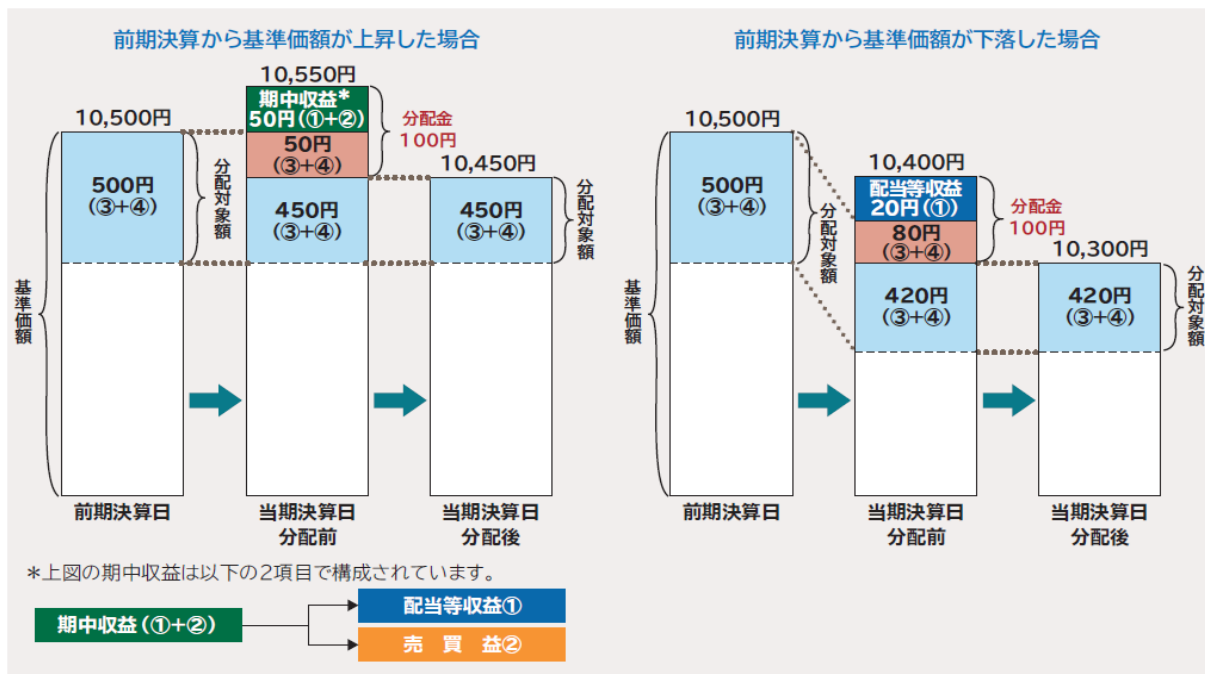 前期決算から基準価額が上昇した場合
10,500円
500円
(③+④)
分配対象額
基準価額
前期決算日
10,550円
期中収益*
50円(①+②)
50円
(③+④)
450円
(③+④)
分配金
100円
当期決算日
分配前
10,450円
450円
(③+④)
分配対象額
当期決算日
分配後
前期決算から基準価額が下落した場合
10,500円
500円
(③+④)
分配対象額
基準価額
前期決算日
10,400円
配当等収益
20円(①)
80円
(③+④)
420円
(③+④)
分配金
100円
当期決算日
分配前
10,300円
420円
(③+④)
分配対象額
当期決算日
分配後
*上図の期中収益は以下の2項目で構成されています。
期中収益(①+②)
配当等収益①
売 買 益②